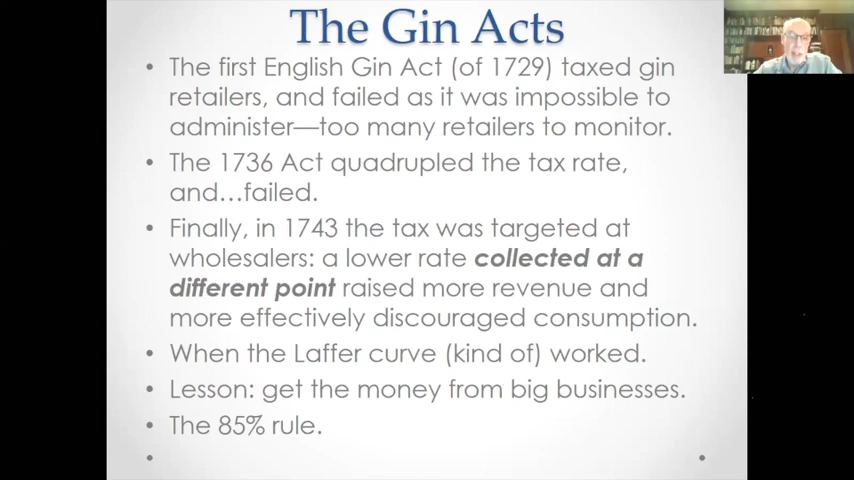 The Gin Acts
• The first English Gin Act (of 1729) taxed gin
retailers, and failed as it was impossible to
administer—too many retailers to monitor.
• The 1736 Act quadrupled the tax rate,
and…failed.
• Finally, in 1743 the tax was targeted at
wholesalers: a lower rate collected at a
different point raised more revenue and
more effectively discouraged consumption.
• When the Laffer curve (kind of) worked.
• Lesson: get the money from big businesses.
• The 85% rule.